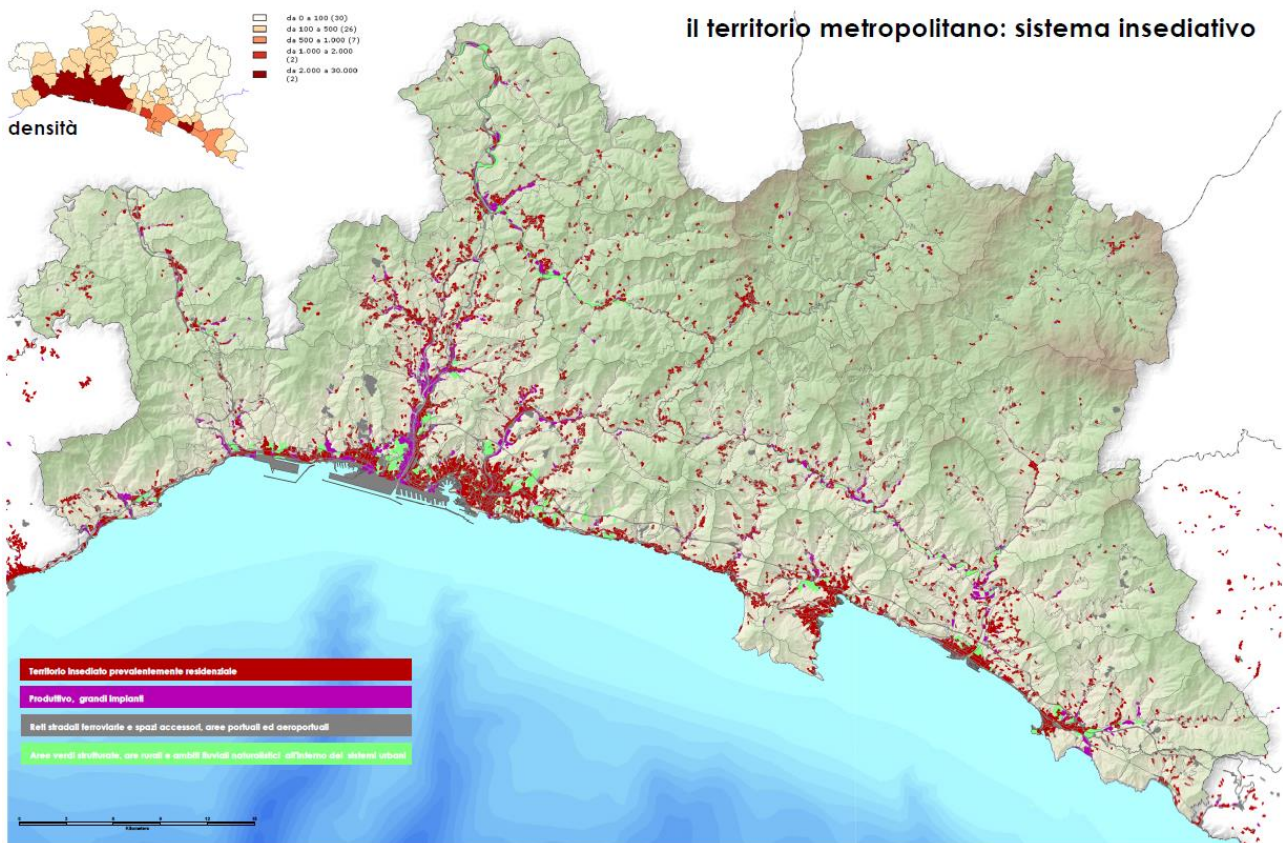 il territorio metropolitano: sistema insediativo
da 0 a 100 (30)
da 100 a 500 (26)
da 500 a 1.000 (7)
da 1.000 a 2.000
(2)
da 2.000 a 30.000
(2)
densità
Territorio insediato prevalentemente residenziale
Produttivo, grandi impianti
Reti stradali ferroviarie e spazi accessori, aree portuali ed aeroportuali
Aree verdi strutturate, are rurali e ambiti fluviali naturalistici all'interno dei sistemi urbani